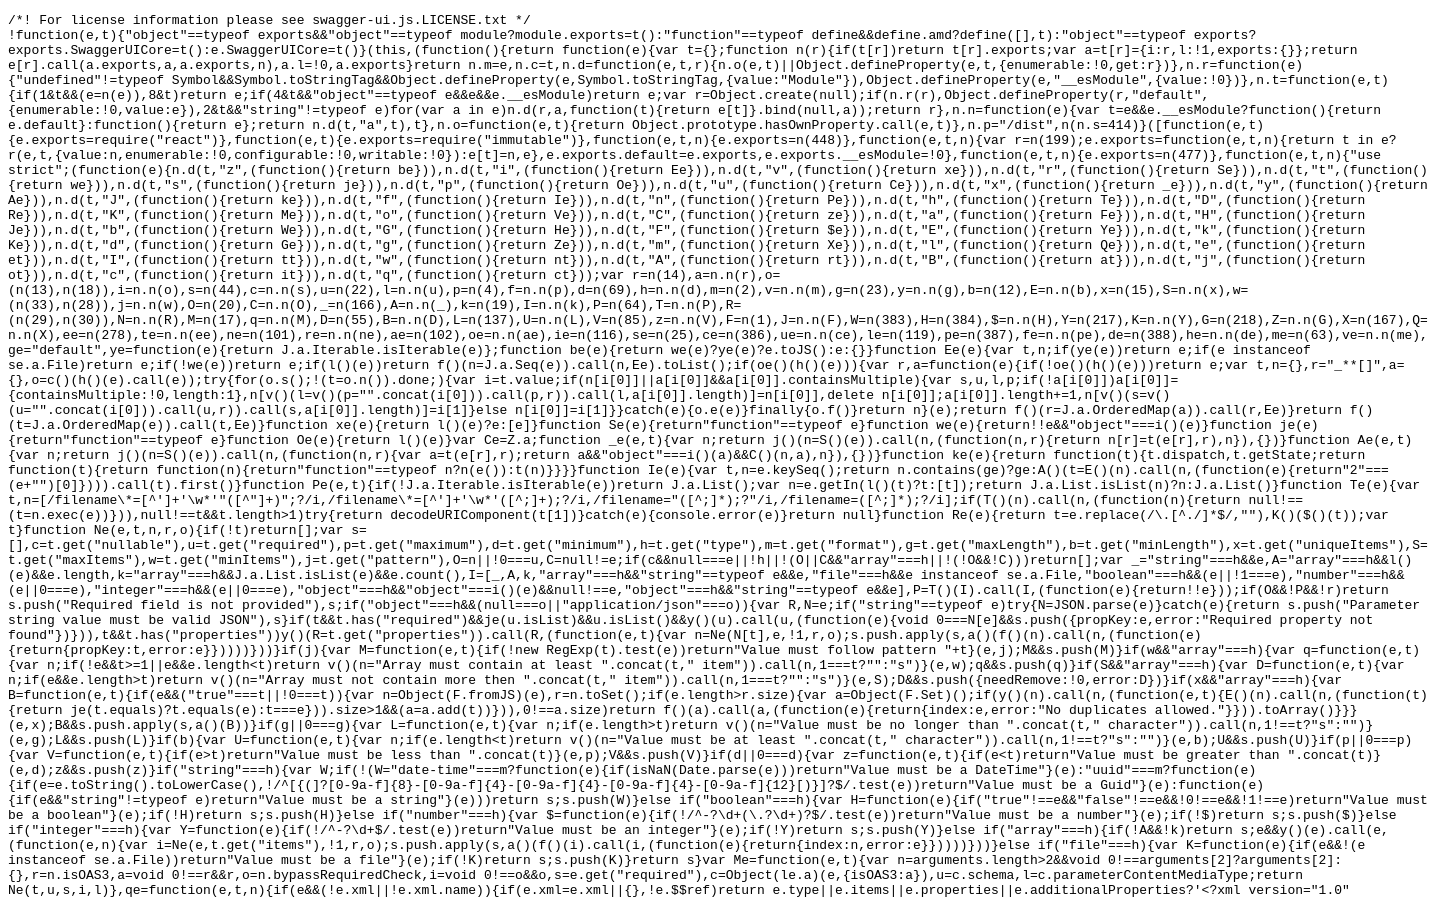 /*! For license information please see swagger-ui.js.LICENSE.txt */
!function(e,t){"object"==typeof exports&&"object"==typeof module?module.exports=t():"function"==typeof define&&define.amd?define([],t):"object"==typeof exports?
exports.SwaggerUICore=t():e.SwaggerUICore=t()}(this,(function(){return function(e){var t={};function n(r){if(t[r])return t[r].exports;var a=t[r]={i:r,l:!1,exports:{}};return
e[r].call(a.exports,a,a.exports,n),a.l=!0,a.exports}return n.m=e,n.c=t,n.d=function(e,t,r){n.o(e,t)||Object.defineProperty(e,t,{enumerable:!0,get:r})},n.r=function(e)
{"undefined"!=typeof Symbol&&Symbol.toStringTag&&Object.defineProperty(e,Symbol.toStringTag,{value:"Module"}),Object.defineProperty(e,"__esModule",{value:!0})},n.t=function(e,t)
{if(1&t&&(e=n(e)),8&t)return e;if(4&t&&"object"==typeof e&&e&&e.__esModule)return e;var r=Object.create(null);if(n.r(r),Object.defineProperty(r,"default",
{enumerable:!0,value:e}),2&t&&"string"!=typeof e)for(var a in e)n.d(r,a,function(t){return e[t]}.bind(null,a));return r},n.n=function(e){var t=e&&e.__esModule?function(){return
e.default}:function(){return e};return n.d(t,"a",t),t},n.o=function(e,t){return Object.prototype.hasOwnProperty.call(e,t)},n.p="/dist",n(n.s=414)}([function(e,t)
{e.exports=require("react")},function(e,t){e.exports=require("immutable")},function(e,t,n){e.exports=n(448)},function(e,t,n){var r=n(199);e.exports=function(e,t,n){return t in e?
r(e,t,{value:n,enumerable:!0,configurable:!0,writable:!0}):e[t]=n,e},e.exports.default=e.exports,e.exports.__esModule=!0},function(e,t,n){e.exports=n(477)},function(e,t,n){"use
strict";(function(e){n.d(t,"z",(function(){return be})),n.d(t,"i",(function(){return Ee})),n.d(t,"v",(function(){return xe})),n.d(t,"r",(function(){return Se})),n.d(t,"t",(function()
{return we})),n.d(t,"s",(function(){return je})),n.d(t,"p",(function(){return Oe})),n.d(t,"u",(function(){return Ce})),n.d(t,"x",(function(){return _e})),n.d(t,"y",(function(){return
Ae})),n.d(t,"J",(function(){return ke})),n.d(t,"f",(function(){return Ie})),n.d(t,"n",(function(){return Pe})),n.d(t,"h",(function(){return Te})),n.d(t,"D",(function(){return
Re})),n.d(t,"K",(function(){return Me})),n.d(t,"o",(function(){return Ve})),n.d(t,"C",(function(){return ze})),n.d(t,"a",(function(){return Fe})),n.d(t,"H",(function(){return
Je})),n.d(t,"b",(function(){return We})),n.d(t,"G",(function(){return He})),n.d(t,"F",(function(){return $e})),n.d(t,"E",(function(){return Ye})),n.d(t,"k",(function(){return
Ke})),n.d(t,"d",(function(){return Ge})),n.d(t,"g",(function(){return Ze})),n.d(t,"m",(function(){return Xe})),n.d(t,"l",(function(){return Qe})),n.d(t,"e",(function(){return
et})),n.d(t,"I",(function(){return tt})),n.d(t,"w",(function(){return nt})),n.d(t,"A",(function(){return rt})),n.d(t,"B",(function(){return at})),n.d(t,"j",(function(){return
ot})),n.d(t,"c",(function(){return it})),n.d(t,"q",(function(){return ct}));var r=n(14),a=n.n(r),o=
(n(13),n(18)),i=n.n(o),s=n(44),c=n.n(s),u=n(22),l=n.n(u),p=n(4),f=n.n(p),d=n(69),h=n.n(d),m=n(2),v=n.n(m),g=n(23),y=n.n(g),b=n(12),E=n.n(b),x=n(15),S=n.n(x),w=
(n(33),n(28)),j=n.n(w),O=n(20),C=n.n(O),_=n(166),A=n.n(_),k=n(19),I=n.n(k),P=n(64),T=n.n(P),R=
(n(29),n(30)),N=n.n(R),M=n(17),q=n.n(M),D=n(55),B=n.n(D),L=n(137),U=n.n(L),V=n(85),z=n.n(V),F=n(1),J=n.n(F),W=n(383),H=n(384),$=n.n(H),Y=n(217),K=n.n(Y),G=n(218),Z=n.n(G),X=n(167),Q=
n.n(X),ee=n(278),te=n.n(ee),ne=n(101),re=n.n(ne),ae=n(102),oe=n.n(ae),ie=n(116),se=n(25),ce=n(386),ue=n.n(ce),le=n(119),pe=n(387),fe=n.n(pe),de=n(388),he=n.n(de),me=n(63),ve=n.n(me),
ge="default",ye=function(e){return J.a.Iterable.isIterable(e)};function be(e){return we(e)?ye(e)?e.toJS():e:{}}function Ee(e){var t,n;if(ye(e))return e;if(e instanceof
se.a.File)return e;if(!we(e))return e;if(l()(e))return f()(n=J.a.Seq(e)).call(n,Ee).toList();if(oe()(h()(e))){var r,a=function(e){if(!oe()(h()(e)))return e;var t,n={},r="_**[]",a=
{},o=c()(h()(e).call(e));try{for(o.s();!(t=o.n()).done;){var i=t.value;if(n[i[0]]||a[i[0]]&&a[i[0]].containsMultiple){var s,u,l,p;if(!a[i[0]])a[i[0]]=
{containsMultiple:!0,length:1},n[v()(l=v()(p="".concat(i[0])).call(p,r)).call(l,a[i[0]].length)]=n[i[0]],delete n[i[0]];a[i[0]].length+=1,n[v()(s=v()
(u="".concat(i[0])).call(u,r)).call(s,a[i[0]].length)]=i[1]}else n[i[0]]=i[1]}}catch(e){o.e(e)}finally{o.f()}return n}(e);return f()(r=J.a.OrderedMap(a)).call(r,Ee)}return f()
(t=J.a.OrderedMap(e)).call(t,Ee)}function xe(e){return l()(e)?e:[e]}function Se(e){return"function"==typeof e}function we(e){return!!e&&"object"===i()(e)}function je(e)
{return"function"==typeof e}function Oe(e){return l()(e)}var Ce=Z.a;function _e(e,t){var n;return j()(n=S()(e)).call(n,(function(n,r){return n[r]=t(e[r],r),n}),{})}function Ae(e,t)
{var n;return j()(n=S()(e)).call(n,(function(n,r){var a=t(e[r],r);return a&&"object"===i()(a)&&C()(n,a),n}),{})}function ke(e){return function(t){t.dispatch,t.getState;return
function(t){return function(n){return"function"==typeof n?n(e()):t(n)}}}}function Ie(e){var t,n=e.keySeq();return n.contains(ge)?ge:A()(t=E()(n).call(n,(function(e){return"2"===
(e+"")[0]}))).call(t).first()}function Pe(e,t){if(!J.a.Iterable.isIterable(e))return J.a.List();var n=e.getIn(l()(t)?t:[t]);return J.a.List.isList(n)?n:J.a.List()}function Te(e){var
t,n=[/filename\*=[^']+'\w*'"([^"]+)";?/i,/filename\*=[^']+'\w*'([^;]+);?/i,/filename="([^;]*);?"/i,/filename=([^;]*);?/i];if(T()(n).call(n,(function(n){return null!==
(t=n.exec(e))})),null!==t&&t.length>1)try{return decodeURIComponent(t[1])}catch(e){console.error(e)}return null}function Re(e){return t=e.replace(/\.[^./]*$/,""),K()($()(t));var
t}function Ne(e,t,n,r,o){if(!t)return[];var s=
[],c=t.get("nullable"),u=t.get("required"),p=t.get("maximum"),d=t.get("minimum"),h=t.get("type"),m=t.get("format"),g=t.get("maxLength"),b=t.get("minLength"),x=t.get("uniqueItems"),S=
t.get("maxItems"),w=t.get("minItems"),j=t.get("pattern"),O=n||!0===u,C=null!=e;if(c&&null===e||!h||!(O||C&&"array"===h||!(!O&&!C)))return[];var _="string"===h&&e,A="array"===h&&l()
(e)&&e.length,k="array"===h&&J.a.List.isList(e)&&e.count(),I=[_,A,k,"array"===h&&"string"==typeof e&&e,"file"===h&&e instanceof se.a.File,"boolean"===h&&(e||!1===e),"number"===h&&
(e||0===e),"integer"===h&&(e||0===e),"object"===h&&"object"===i()(e)&&null!==e,"object"===h&&"string"==typeof e&&e],P=T()(I).call(I,(function(e){return!!e}));if(O&&!P&&!r)return
s.push("Required field is not provided"),s;if("object"===h&&(null===o||"application/json"===o)){var R,N=e;if("string"==typeof e)try{N=JSON.parse(e)}catch(e){return s.push("Parameter
string value must be valid JSON"),s}if(t&&t.has("required")&&je(u.isList)&&u.isList()&&y()(u).call(u,(function(e){void 0===N[e]&&s.push({propKey:e,error:"Required property not
found"})})),t&&t.has("properties"))y()(R=t.get("properties")).call(R,(function(e,t){var n=Ne(N[t],e,!1,r,o);s.push.apply(s,a()(f()(n).call(n,(function(e)
{return{propKey:t,error:e}}))))}))}if(j){var M=function(e,t){if(!new RegExp(t).test(e))return"Value must follow pattern "+t}(e,j);M&&s.push(M)}if(w&&"array"===h){var q=function(e,t)
{var n;if(!e&&t>=1||e&&e.length<t)return v()(n="Array must contain at least ".concat(t," item")).call(n,1===t?"":"s")}(e,w);q&&s.push(q)}if(S&&"array"===h){var D=function(e,t){var
n;if(e&&e.length>t)return v()(n="Array must not contain more then ".concat(t," item")).call(n,1===t?"":"s")}(e,S);D&&s.push({needRemove:!0,error:D})}if(x&&"array"===h){var
B=function(e,t){if(e&&("true"===t||!0===t)){var n=Object(F.fromJS)(e),r=n.toSet();if(e.length>r.size){var a=Object(F.Set)();if(y()(n).call(n,(function(e,t){E()(n).call(n,(function(t)
{return je(t.equals)?t.equals(e):t===e})).size>1&&(a=a.add(t))})),0!==a.size)return f()(a).call(a,(function(e){return{index:e,error:"No duplicates allowed."}})).toArray()}}}
(e,x);B&&s.push.apply(s,a()(B))}if(g||0===g){var L=function(e,t){var n;if(e.length>t)return v()(n="Value must be no longer than ".concat(t," character")).call(n,1!==t?"s":"")}
(e,g);L&&s.push(L)}if(b){var U=function(e,t){var n;if(e.length<t)return v()(n="Value must be at least ".concat(t," character")).call(n,1!==t?"s":"")}(e,b);U&&s.push(U)}if(p||0===p)
{var V=function(e,t){if(e>t)return"Value must be less than ".concat(t)}(e,p);V&&s.push(V)}if(d||0===d){var z=function(e,t){if(e<t)return"Value must be greater than ".concat(t)}
(e,d);z&&s.push(z)}if("string"===h){var W;if(!(W="date-time"===m?function(e){if(isNaN(Date.parse(e)))return"Value must be a DateTime"}(e):"uuid"===m?function(e)
{if(e=e.toString().toLowerCase(),!/^[{(]?[0-9a-f]{8}-[0-9a-f]{4}-[0-9a-f]{4}-[0-9a-f]{4}-[0-9a-f]{12}[)}]?$/.test(e))return"Value must be a Guid"}(e):function(e)
{if(e&&"string"!=typeof e)return"Value must be a string"}(e)))return s;s.push(W)}else if("boolean"===h){var H=function(e){if("true"!==e&&"false"!==e&&!0!==e&&!1!==e)return"Value must
be a boolean"}(e);if(!H)return s;s.push(H)}else if("number"===h){var $=function(e){if(!/^-?\d+(\.?\d+)?$/.test(e))return"Value must be a number"}(e);if(!$)return s;s.push($)}else
if("integer"===h){var Y=function(e){if(!/^-?\d+$/.test(e))return"Value must be an integer"}(e);if(!Y)return s;s.push(Y)}else if("array"===h){if(!A&&!k)return s;e&&y()(e).call(e,
(function(e,n){var i=Ne(e,t.get("items"),!1,r,o);s.push.apply(s,a()(f()(i).call(i,(function(e){return{index:n,error:e}}))))}))}else if("file"===h){var K=function(e){if(e&&!(e
instanceof se.a.File))return"Value must be a file"}(e);if(!K)return s;s.push(K)}return s}var Me=function(e,t){var n=arguments.length>2&&void 0!==arguments[2]?arguments[2]:
{},r=n.isOAS3,a=void 0!==r&&r,o=n.bypassRequiredCheck,i=void 0!==o&&o,s=e.get("required"),c=Object(le.a)(e,{isOAS3:a}),u=c.schema,l=c.parameterContentMediaType;return
Ne(t,u,s,i,l)},qe=function(e,t,n){if(e&&(!e.xml||!e.xml.name)){if(e.xml=e.xml||{},!e.$$ref)return e.type||e.items||e.properties||e.additionalProperties?'<?xml version="1.0"